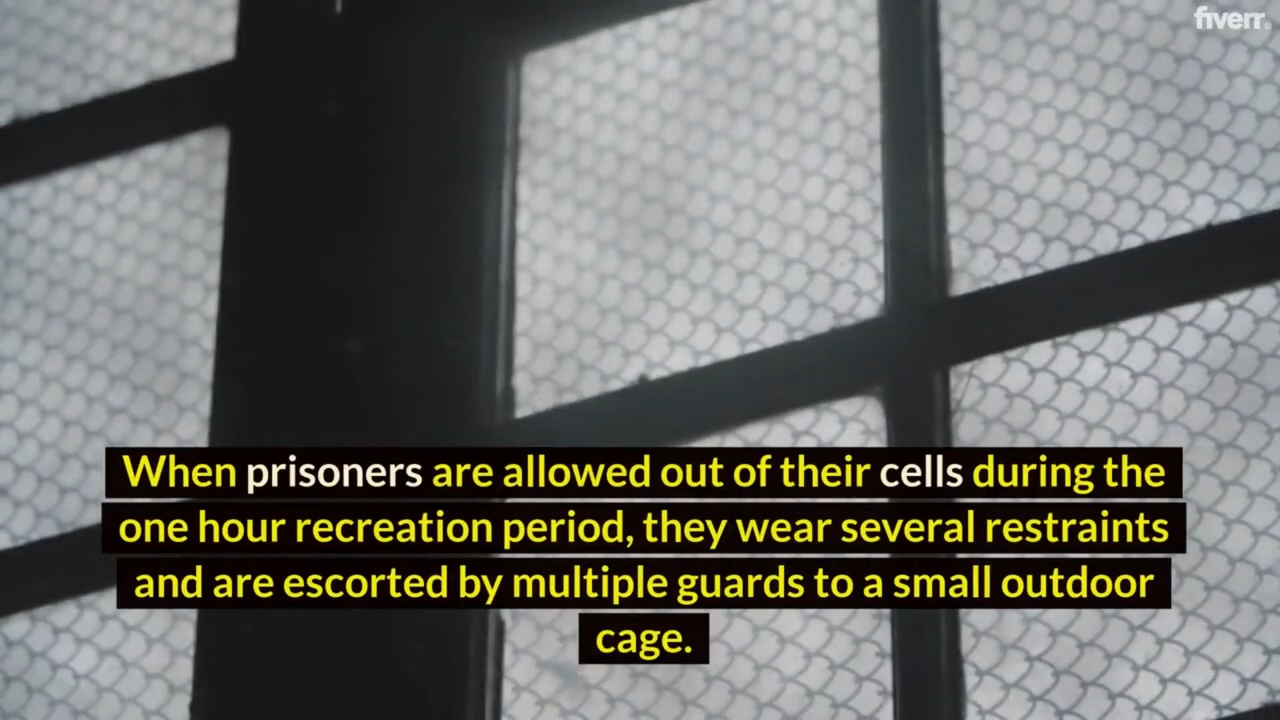 fiverr®
When prisoners are allowed out of their cells during the
one hour recreation period, they wear several restraints
and are escorted by multiple guards to a small outdoor
cage.